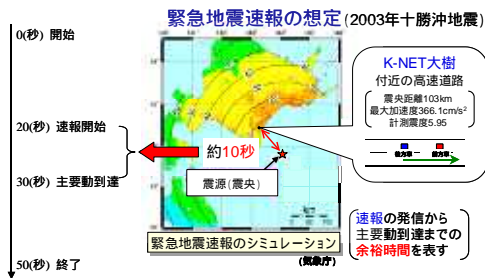 緊急地震速報の想定(2003年十勝沖地震)
0(秒) 開始
20(秒) 速報開始
30(秒) 主要動到達
50(秒) 終了
約10秒
震源(震央)
緊急地震速報のシミュレーション
(気象庁)
K-NET大樹
付近の高速道路
震央距離103km
最大加速度366.1cm/s²
計測震度5.95
速報の発信から
主要動到達までの
余裕時間を表す